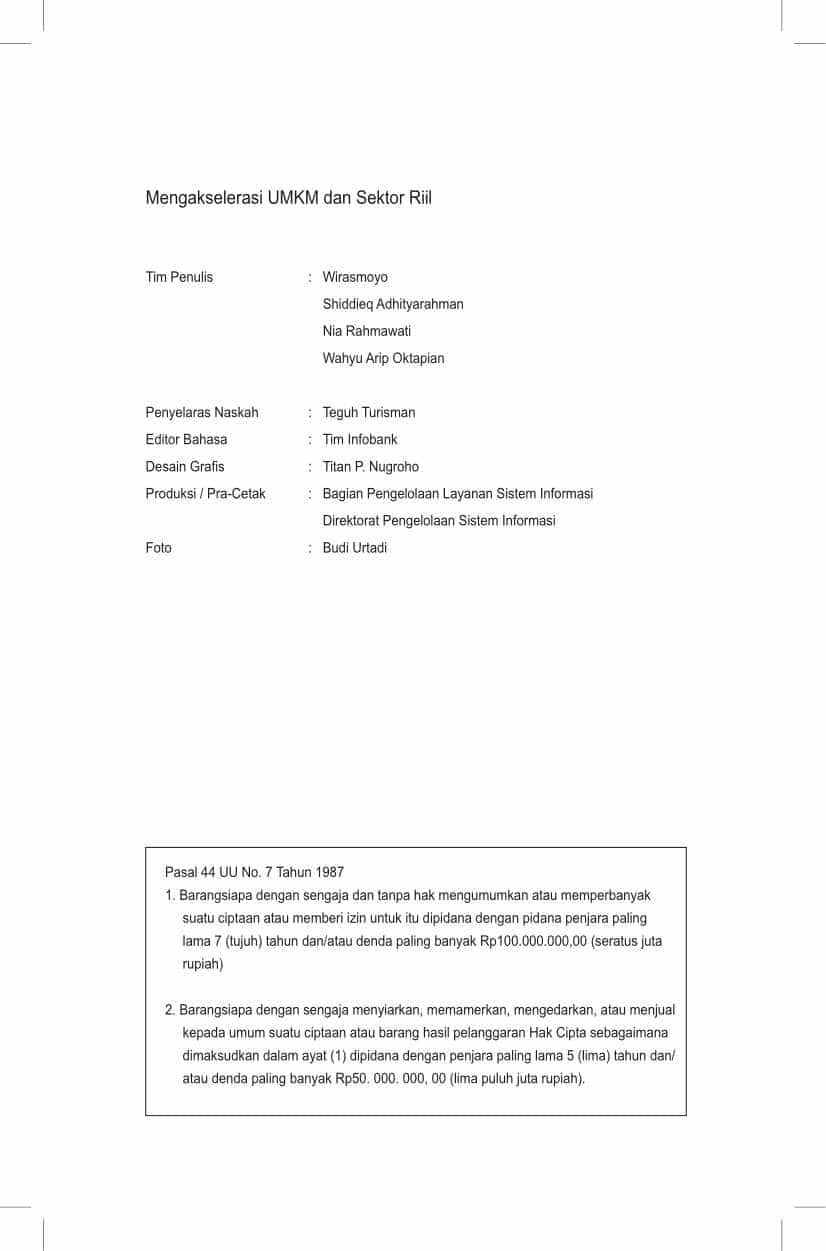 Mengakselerasi UMKM dan Sektor Riil
Tim Penulis : Wirasmoyo
Shiddieq Adhityarahman
Nia Rahmawati
Wahyu Arip Oktapian
Penyelaras Naskah : Teguh Turisman
Editor Bahasa : Tim Infobank
Desain Grafis : Titan P. Nugroho
Produksi / Pra-Cetak : Bagian Pengelolaan Layanan Sistem Informasi
Direktorat Pengelolaan Sistem Informasi
Foto : Budi Urtadi
Pasal 44 UU No. 7 Tahun 1987
1. Barangsiapa dengan sengaja dan tanpa hak mengumumkan atau memperbanyak
suatu ciptaan atau memberi izin untuk itu dipidana dengan pidana penjara paling
lama 7 (tujuh) tahun dan/atau denda paling banyak Rp100.000.000,00 (seratus juta
rupiah)
2. Barangsiapa dengan sengaja menyiarkan, memamerkan, mengedarkan, atau menjual
kepada umum suatu ciptaan atau barang hasil pelanggaran Hak Cipta sebagaimana
dimaksudkan dalam ayat (1) dipidana dengan penjara paling lama 5 (lima) tahun dan/
atau denda paling banyak Rp50. 000. 000, 00 (lima puluh juta rupiah).